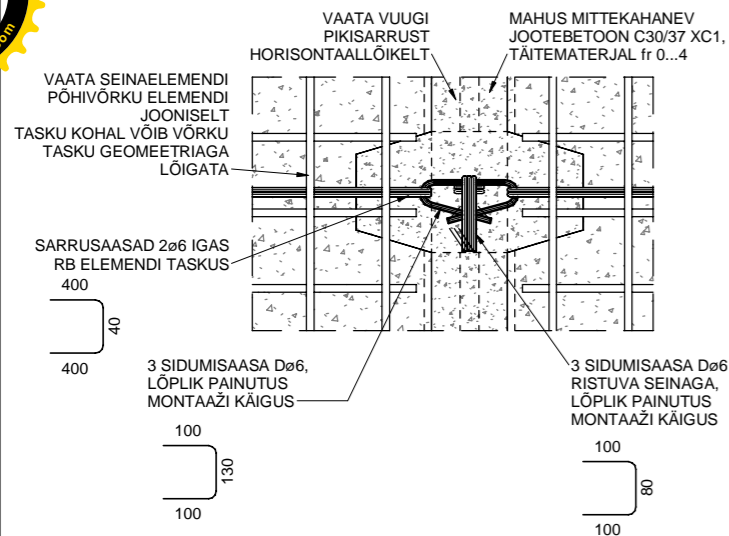 om
VAATA VUUGI
PIKISARRUST
HORISONTAALLÕIKELT
MAHUS MITTEKAHANEV
JOOTEBETOON C30/37 XC1,
TÄITEMATERJAL fr 0...4
VAATA SEINAELEMENDI
PÕHIVÕRKU ELEMENDI
JOONISELT
TASKU KOHAL VÕIB VÕRKU
TASKU GEOMEETRIAGA
LÕIGATA
SARRUSAASAD 2ø6 IGAS
RB ELEMENDI TASKUS
400
40
400
3 SIDUMISAASA Dø6,
LÕPLIK PAINUTUS
MONTAAŽI KÄIGUS
100
130
100
3 SIDUMISAASA Dø6
RISTUVA SEINAGA,
LÕPLIK PAINUTUS
MONTAAŽI KÄIGUS
100
80
100